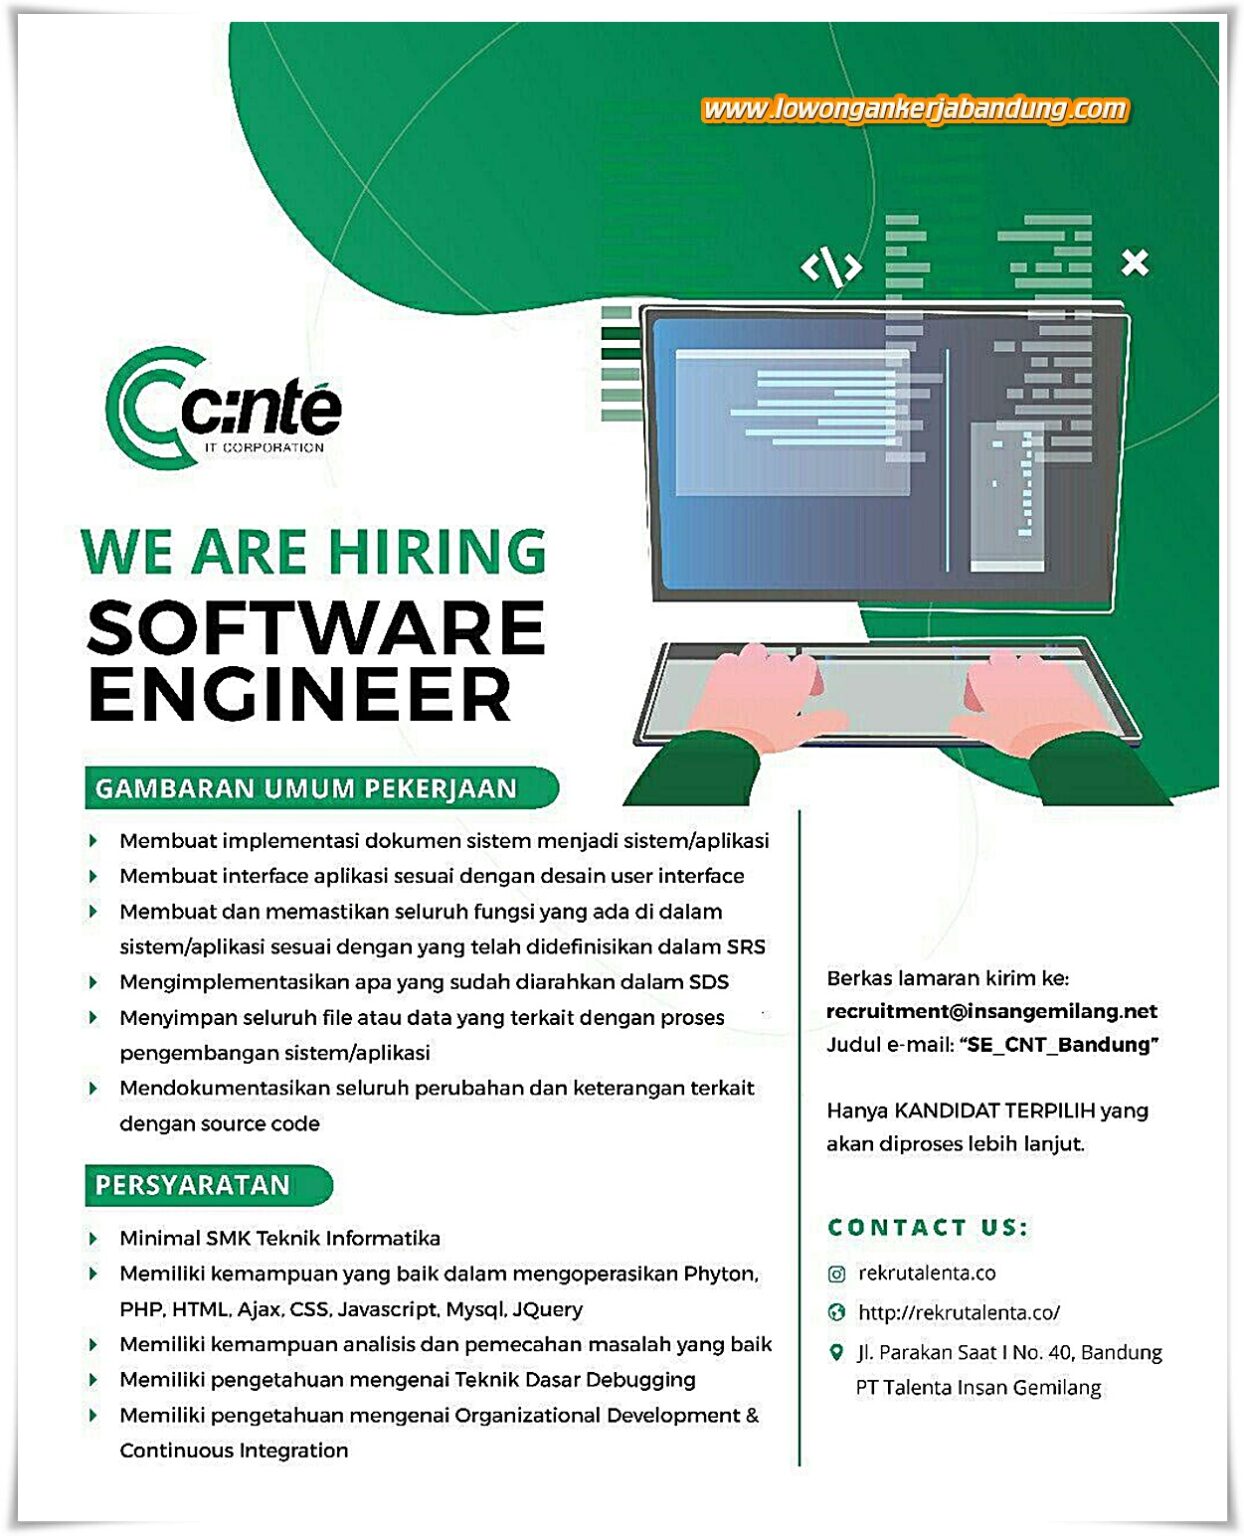 www.lowongankerjabandung.com
</>
c:nté
IT CORPORATION
WE ARE HIRING
SOFTWARE
ENGINEER
GAMBARAN UMUM PEKERJAAN
Membuat implementasi dokumen sistem menjadi sistem/aplikasi
Membuat interface aplikasi sesuai dengan desain user interface
Membuat dan memastikan seluruh fungsi yang ada di dalam
sistem/aplikasi sesuai dengan yang telah didefinisikan dalam SRS
Mengimplementasikan apa yang sudah diarahkan dalam SDS
Menyimpan seluruh file atau data yang terkait dengan proses
pengembangan sistem/aplikasi
Mendokumentasikan seluruh perubahan dan keterangan terkait
dengan source code
PERSYARATAN
Minimal SMK Teknik Informatika
Memiliki kemampuan yang baik dalam mengoperasikan Phyton,
PHP, HTML, Ajax, CSS, Javascript, Mysql, JQuery
Memiliki kemampuan analisis dan pemecahan masalah yang baik
Memiliki pengetahuan mengenai Teknik Dasar Debugging
Memiliki pengetahuan mengenai Organizational Development &
Continuous Integration
Berkas lamaran kirim ke:
recruitment@insangemilang.net
Judul e-mail: “SE_CNT_Bandung”
Hanya KANDIDAT TERPILIH yang
akan diproses lebih lanjut.
CONTACT US:
rekrutalenta.co
http://rekrutalenta.co/
Jl. Parakan Saat I No. 40, Bandung
PT Talenta Insan Gemilang